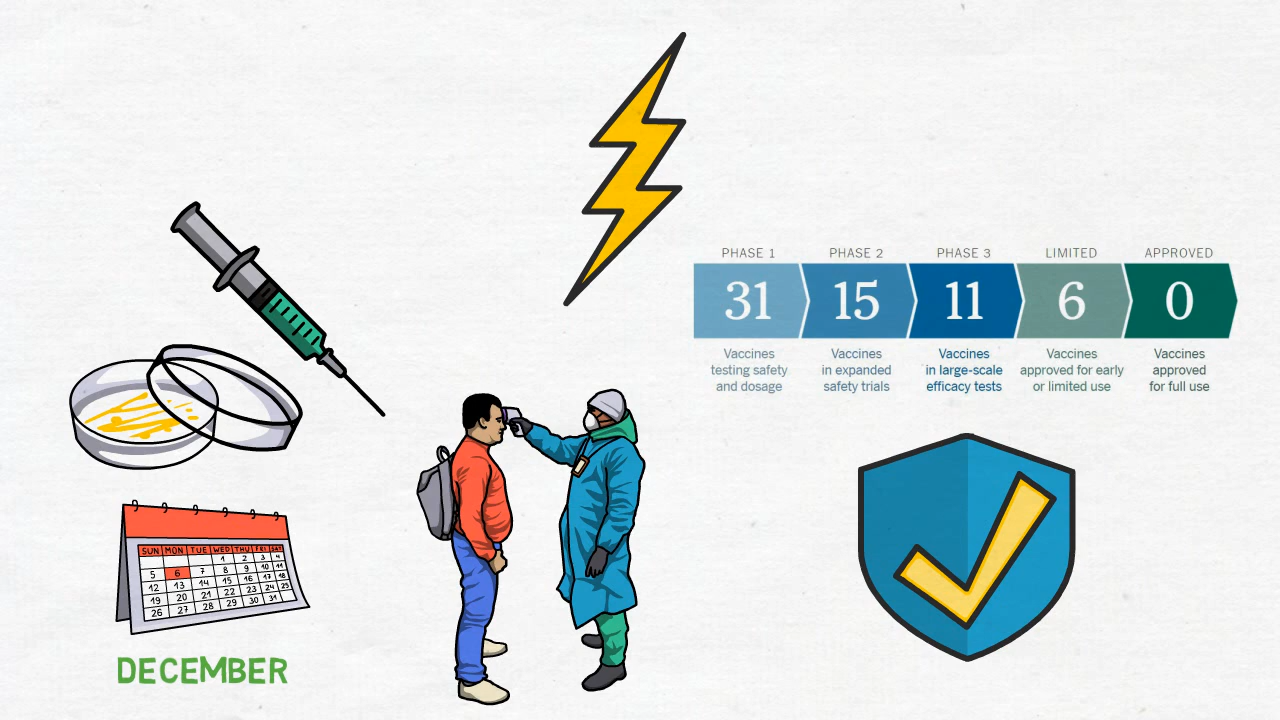 PHASE 1
PHASE 2
PHASE 3
LIMITED
APPROVED
31
15
11
6
0
Vaccines
testing safety
and dosage
Vaccines
in expanded
safety trials
Vaccines
in large-scale
efficacy tests
Vaccines
approved for early
or limited use
Vaccines
approved
for full use
SUN MON TUE WED THU FRI SAT
1 2 3 4
5 6 7 8 9 10 11
12 13 14 15 16 17 18
19 20 21 22 23 24 25
26 27 28 29 30 31
DECEMBER